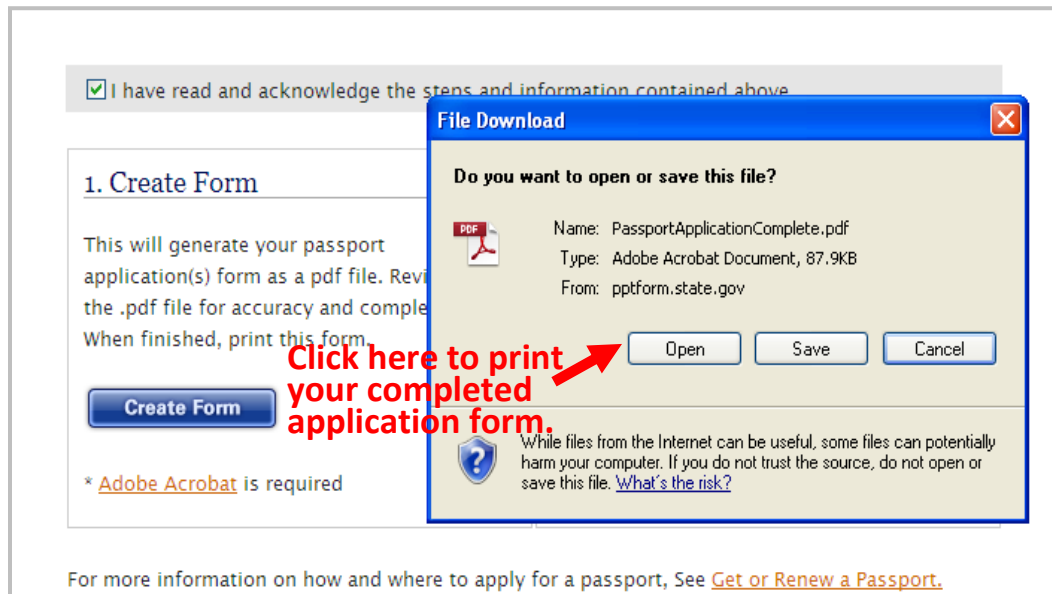 I have read and acknowledge the steps and information contained above
File Download
Do you want to open or save this file?
PDF
Name: PassportApplicationComplete.pdf
Type: Adobe Acrobat Document, 87.9KB
From: pptform.state.gov
Open
Save
Cancel
While files from the Internet can be useful, some files can potentially
harm your computer. If you do not trust the source, do not open or
save this file. What's the risk?
1. Create Form
This will generate your passport
application(s) form as a pdf file. Revi
the .pdf file for accuracy and comple
When finished, print this form.
Click here to print
your completed
application form.
Create Form
* Adobe Acrobat is required
For more information on how and where to apply for a passport, See Get or Renew a Passport.